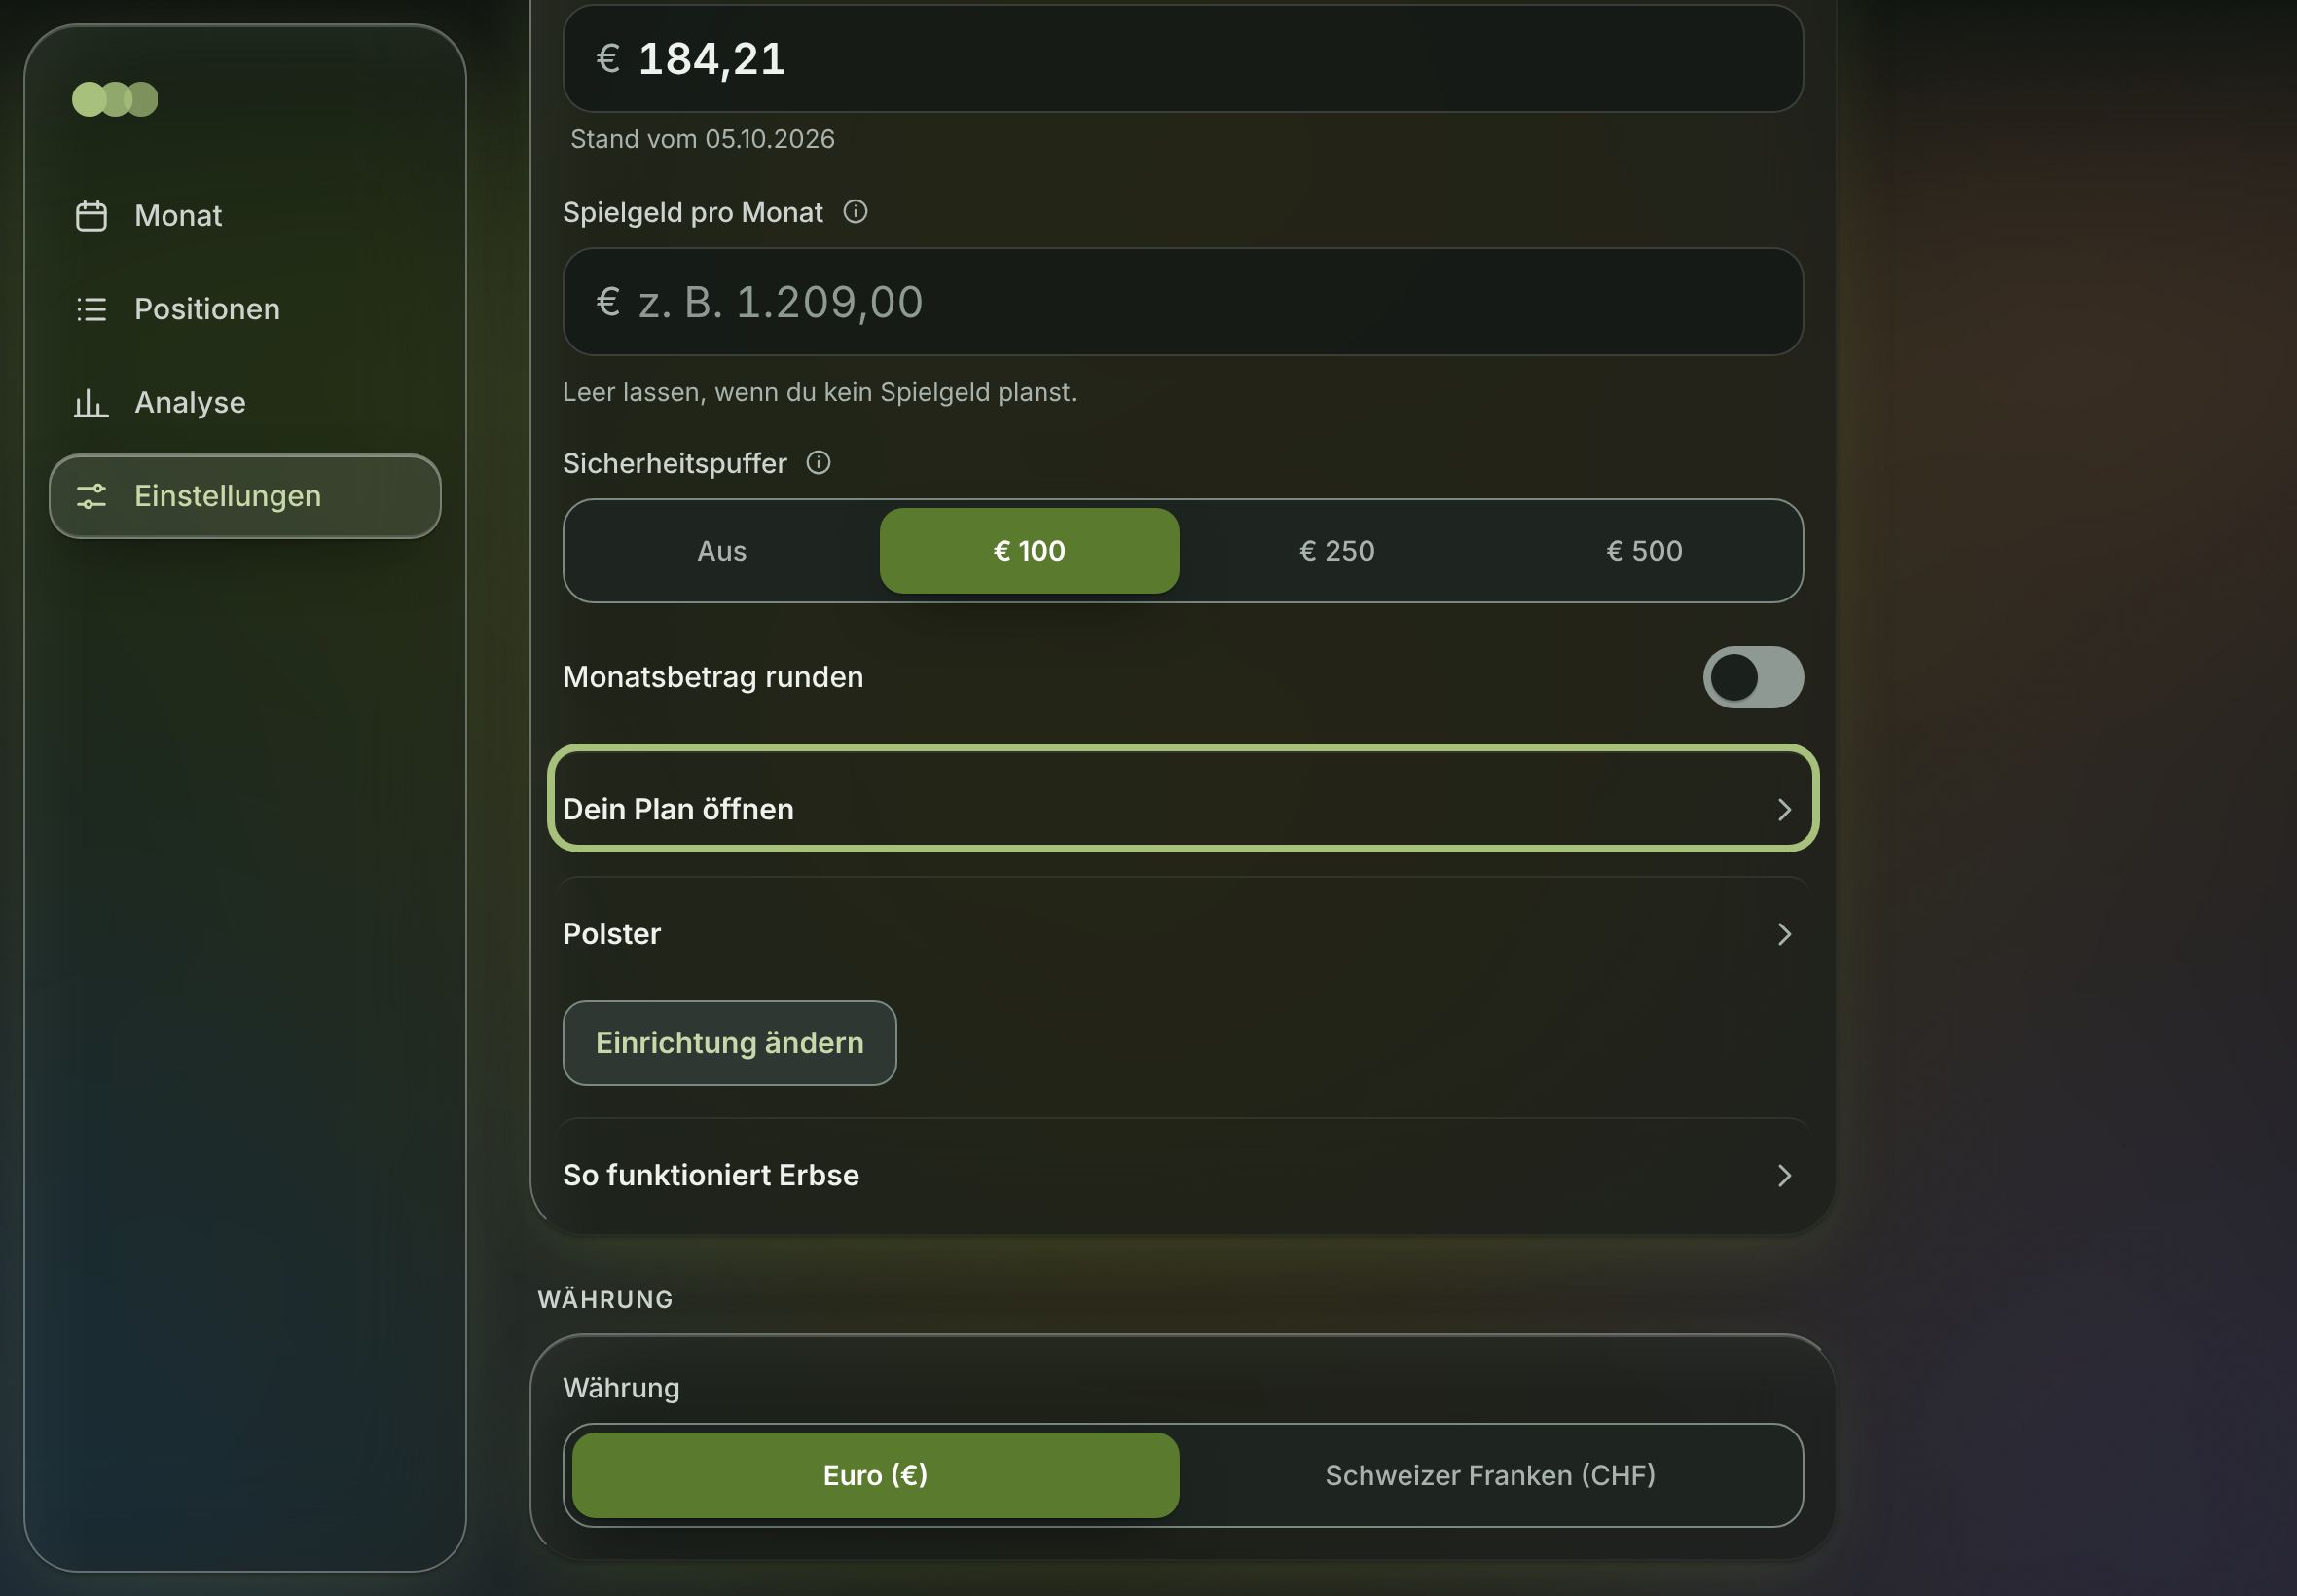 € 184,21
Stand vom 05.10.2026
Spielgeld pro Monat
€ z. B. 1.209,00
Leer lassen, wenn du kein Spielgeld planst.
Sicherheitspuffer
Aus € 100 € 250 € 500
Monatsbetrag runden
Dein Plan öffnen
Polster
Einrichtung ändern
So funktioniert Erbse
WÄHRUNG
Währung
Euro (€) Schweizer Franken (CHF)
Monat
Positionen
Analyse
Einstellungen